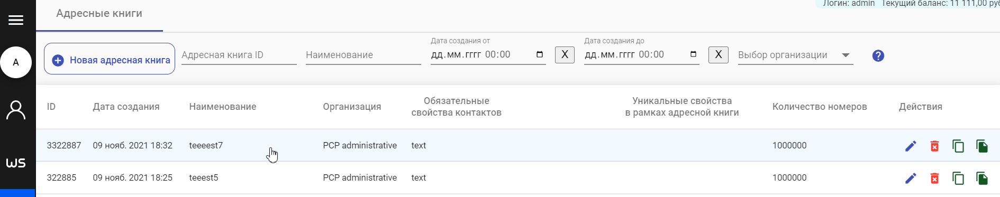 Адресные книги
Логин: admin Текущий баланс: 11 111,00 руб
A
Новая адресная книга
Адресная книга ID
Наименование
Дата создания от
дд.мм.гггг 00:00
X
Дата создания до
дд.мм.гггг 00:00
X
Выбор организации
?
ID Дата создания Наименование Организация Обязательные свойства контактов Уникальные свойства в рамках адресной книги Количество номеров Действия
3322887 09 нояб. 2021 18:32 teeeest7 PCP administrative text 1000000
WS
322885 09 нояб. 2021 18:25 teeest5 PCP administrative text 1000000